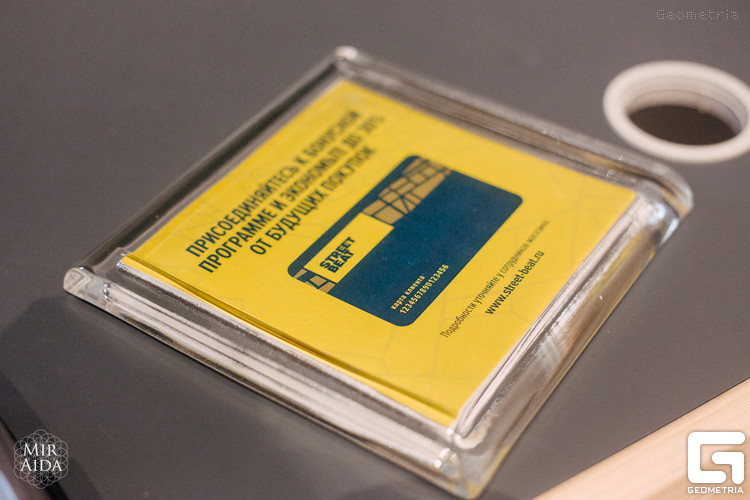 Geometria
ПРИСОЕДИНЯЙТЕСЬ К БОНУСНОЙ
ПРОГРАММЕ И ЭКОНОМЬТЕ ДО 30%
ОТ БУДУЩИХ ПОКУПОК
STREET
BEAT
карта клиента
1234567890123456
Подробности уточняйте у сотрудников магазина
www.street-beat.ru
MIR
AIDA
GEOMETRIA